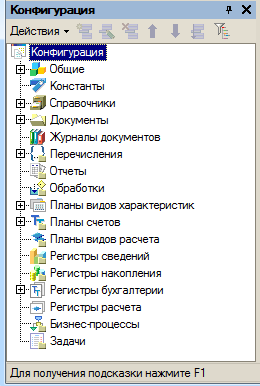 Конфигурация
Действия
Конфигурация
Общие
Константы
Справочники
Документы
Журналы документов
Перечисления
Отчеты
Обработки
Планы видов характеристик
Планы счетов
Планы видов расчета
Регистры сведений
Регистры накопления
Регистры бухгалтерии
Регистры расчета
Бизнес-процессы
Задачи
Для получения подсказки нажмите F1